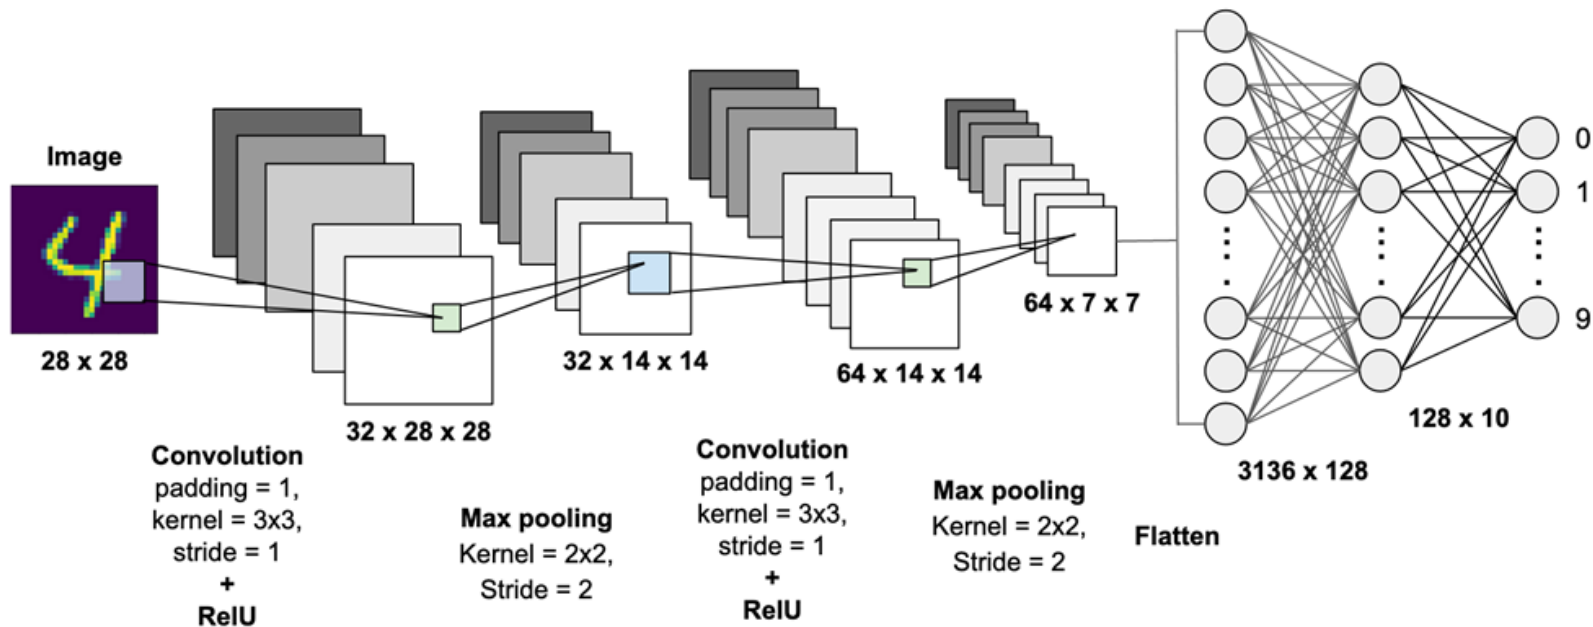 Image
28 x 28
Convolution
padding = 1,
kernel = 3x3,
stride = 1
+
RelU
32 x 28 x 28
Max pooling
Kernel = 2x2,
Stride = 2
32 x 14 x 14
Convolution
padding = 1,
kernel = 3x3,
stride = 1
+
RelU
64 x 14 x 14
Max pooling
Kernel = 2x2,
Stride = 2
64 x 7 x 7
Flatten
3136 x 128
128 x 10
0
1
9